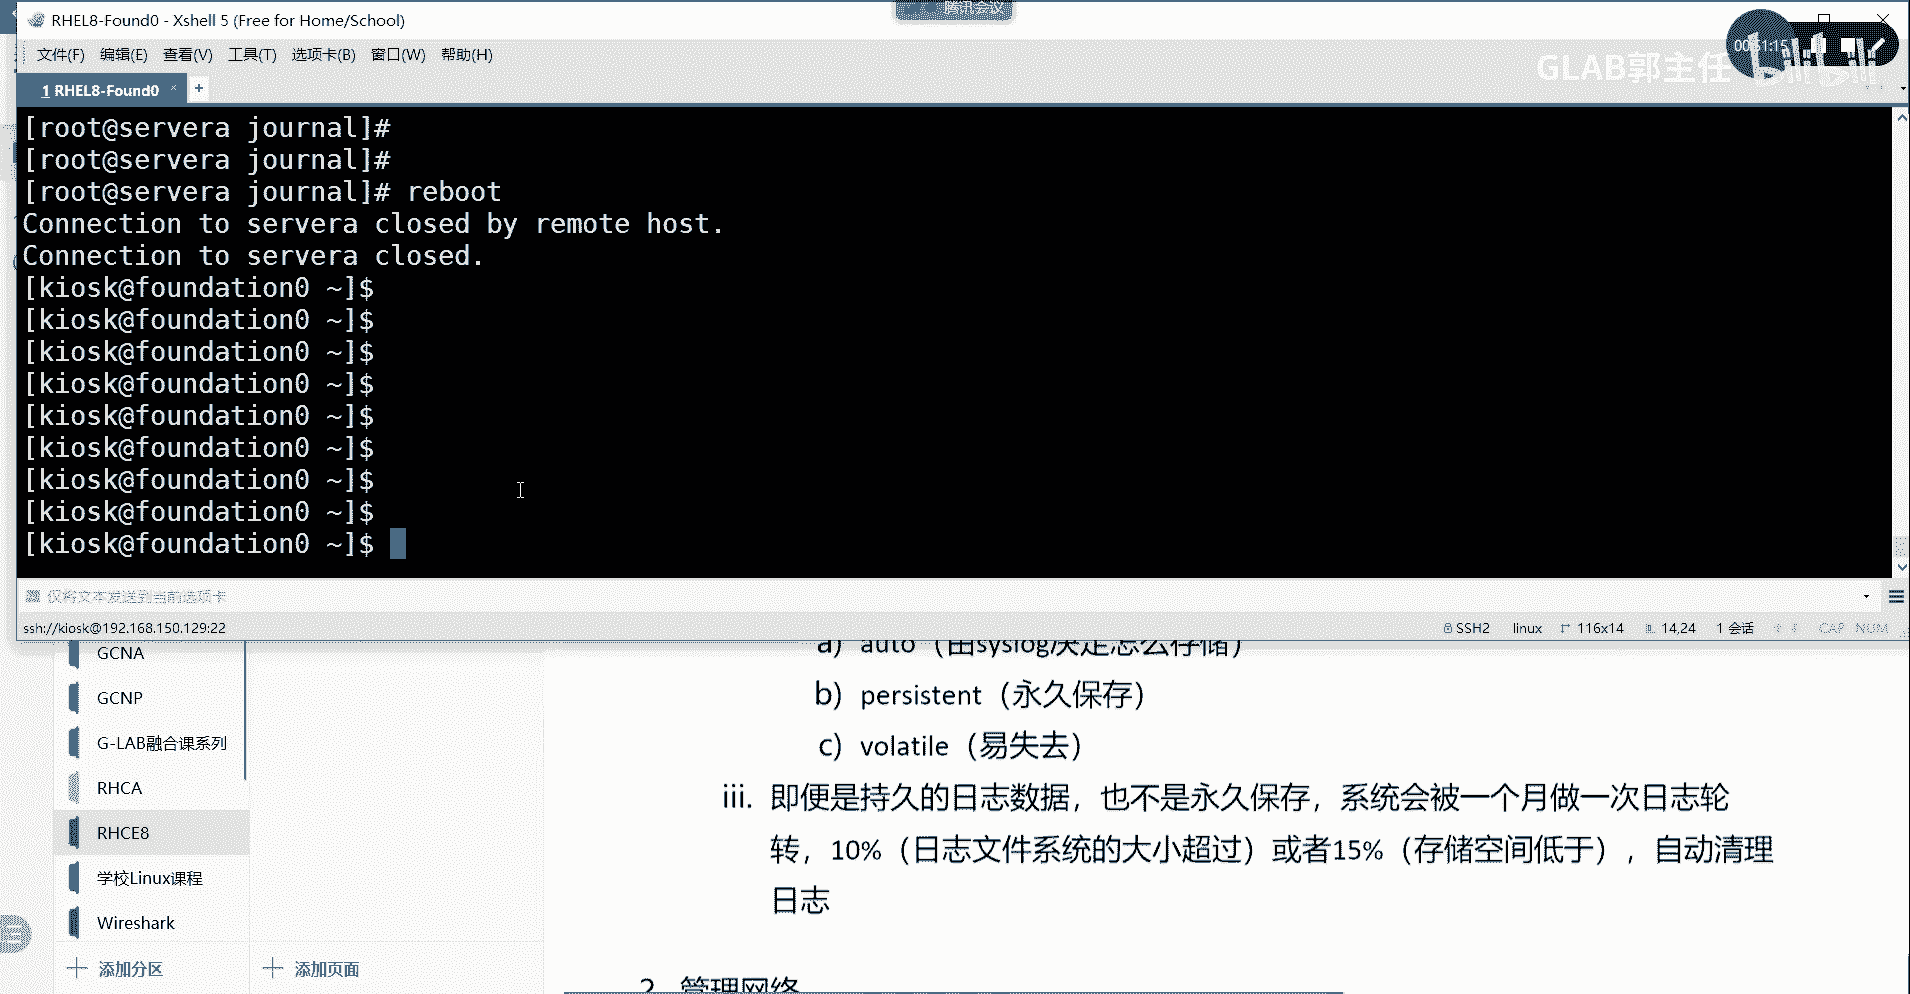 腾讯会议
RHEL8-Found0 - Xshell 5 (Free for Home/School)
00:51:15
文件(F) 编辑(E) 查看(V) 工具(T) 选项卡(B) 窗口(W) 帮助(H)
GLAB郭主任
bilibili
1 RHEL8-Found0 × +
[root@servera journal]#
[root@servera journal]#
[root@servera journal]# reboot
Connection to servera closed by remote host.
Connection to servera closed.
[kiosk@foundation0 ~]$
[kiosk@foundation0 ~]$
[kiosk@foundation0 ~]$
[kiosk@foundation0 ~]$
[kiosk@foundation0 ~]$
[kiosk@foundation0 ~]$
[kiosk@foundation0 ~]$
[kiosk@foundation0 ~]$
[kiosk@foundation0 ~]$
仅将文本发送到当前选项卡
ssh://kiosk@192.168.150.129:22 SSH2 linux 116x14 14,24 1 会话 CAP NUM
GCNA
GCNP
G-LAB融合课系列
RHCA
RHCE8
学校Linux课程
Wireshark
添加分区
添加页面
a) auto（由syslog决定怎么存储）
b) persistent（永久保存）
c) volatile（易失去）
iii. 即便是持久的日志数据，也不是永久保存，系统会被一个月做一次日志轮
转，10%（日志文件系统的大小超过）或者15%（存储空间低于），自动清理
日志
2. 管理网络